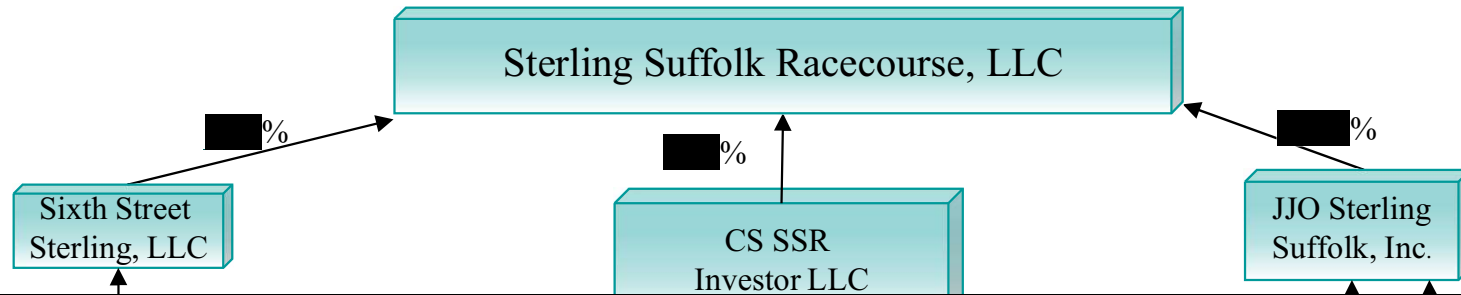 Sterling Suffolk Racecourse, LLC
%
%
%
Sixth Street
Sterling, LLC
CS SSR
Investor LLC
JJO Sterling
Suffolk, Inc.